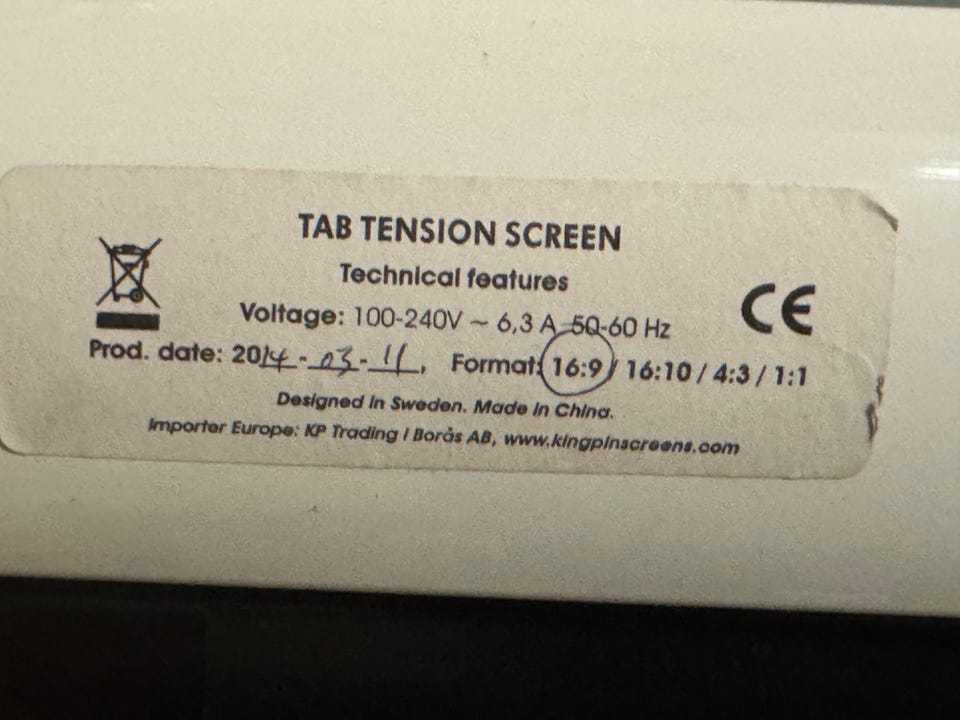 TAB TENSION SCREEN
Technical features
Voltage: 100-240V ~ 6,3 A 50-60 Hz
Prod. date: 2014-03-11, Format: 16:9 / 16:10 / 4:3 / 1:1
Designed in Sweden. Made in China.
Importer Europe: KP Trading i Borås AB, www.kingpinscreens.com
CE